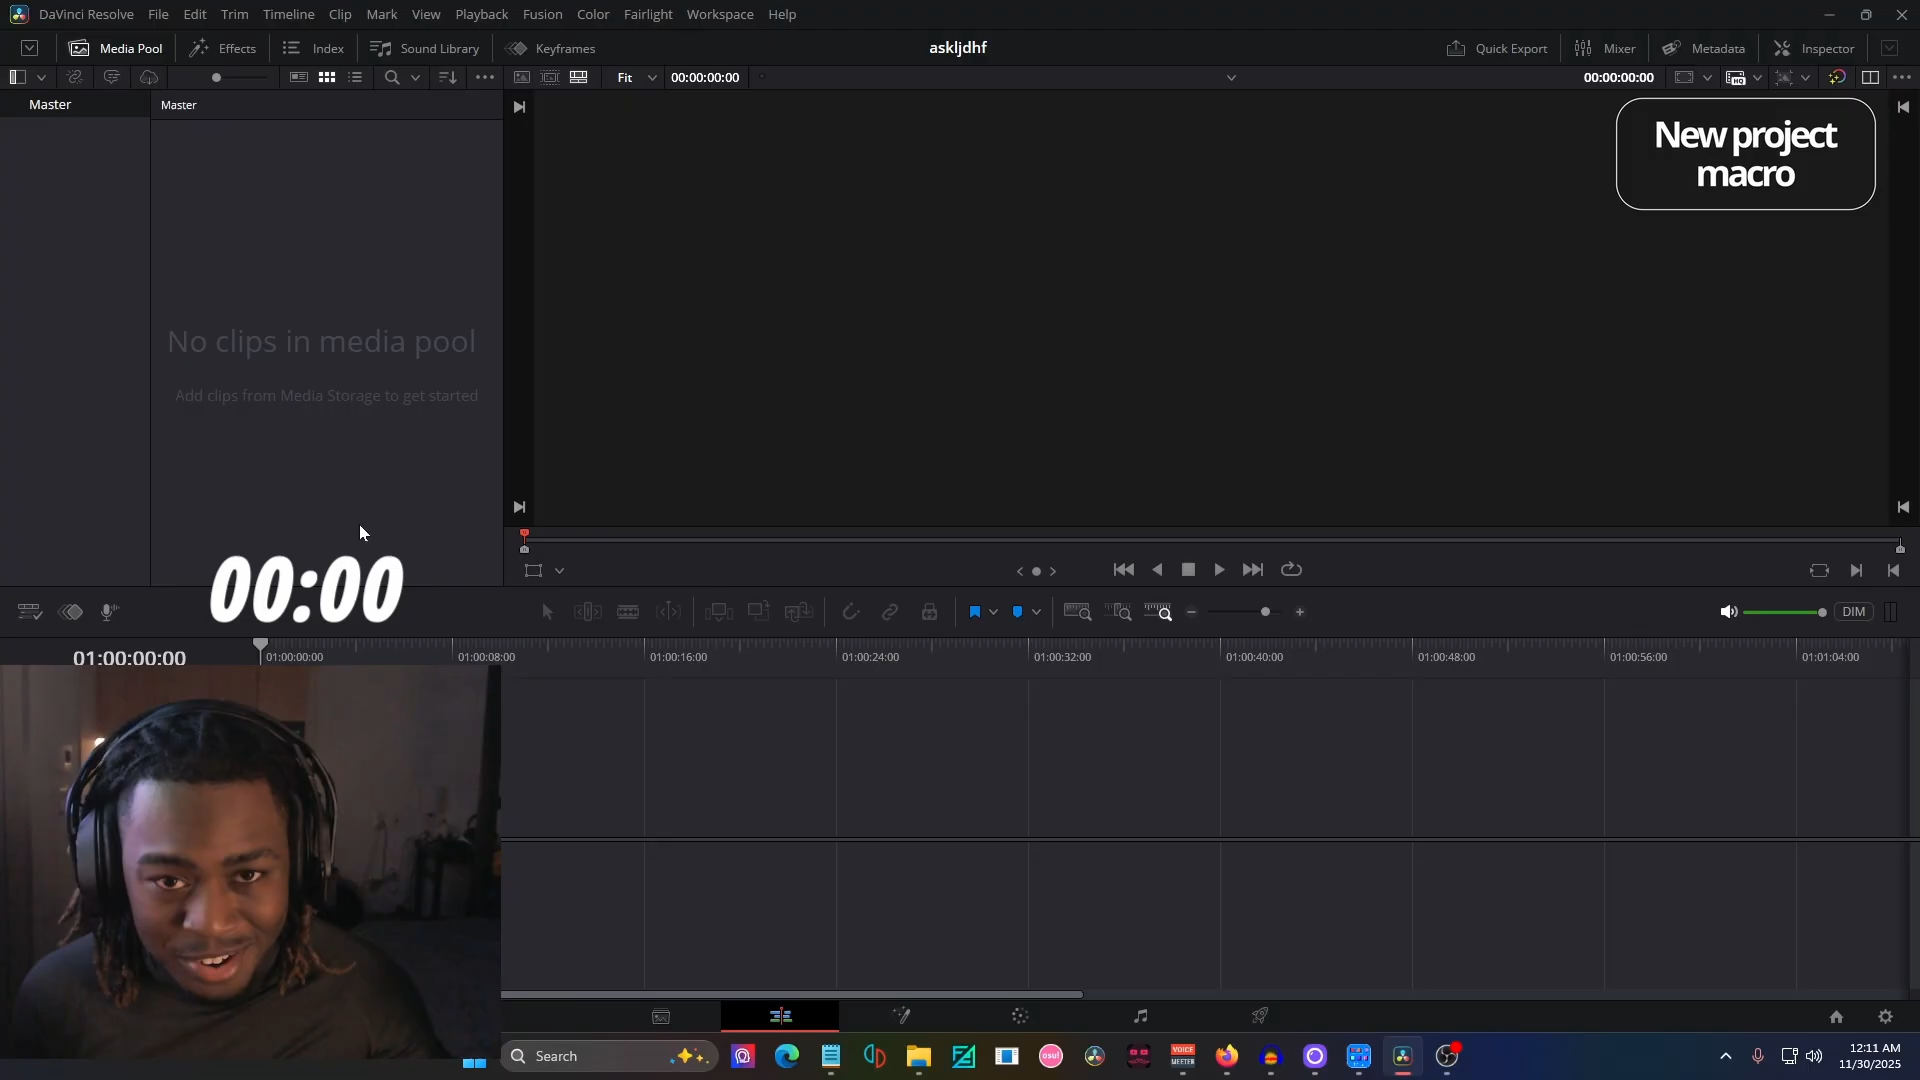 DaVinci Resolve File Edit Trim Timeline Clip Mark View Playback Fusion Color Fairlight Workspace Help
Media Pool Effects Index Sound Library Keyframes askljdhf Quick Export Mixer Metadata Inspector
Fit 00:00:00:00 00:00:00:00
Master Master
New project
macro
No clips in media pool
Add clips from Media Storage to get started
00:00
DIM
01:00:00:00 01:00:00:00 01:00:08:00 01:00:16:00 01:00:24:00 01:00:32:00 01:00:40:00 01:00:48:00 01:00:56:00 01:01:04:00
Search osu! VOICE
MEETER
12:11 AM
11/30/2025